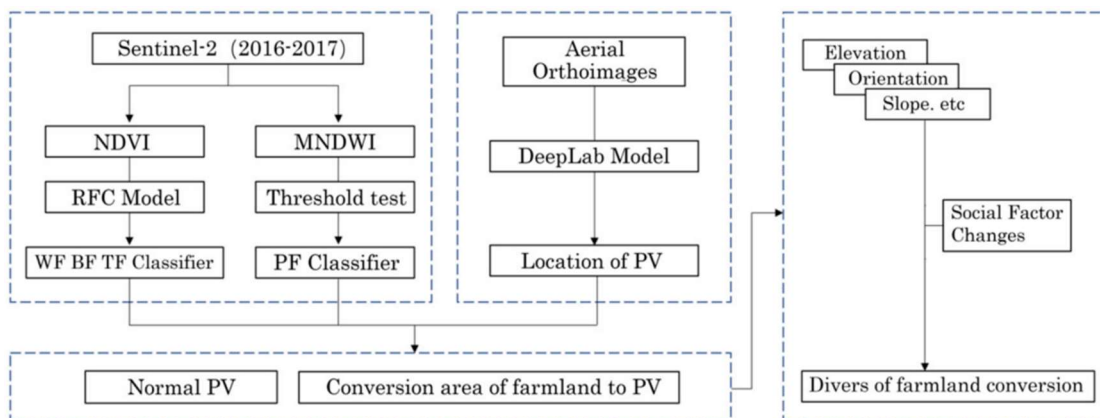 Sentinel-2 (2016-2017)
NDVI
MNDWI
RFC Model
Threshold test
WF BF TF Classifier
PF Classifier
Aerial
Orthoimages
DeepLab Model
Location of PV
Normal PV
Conversion area of farmland to PV
Elevation
Orientation
Slope. etc
Social Factor
Changes
Divers of farmland conversion